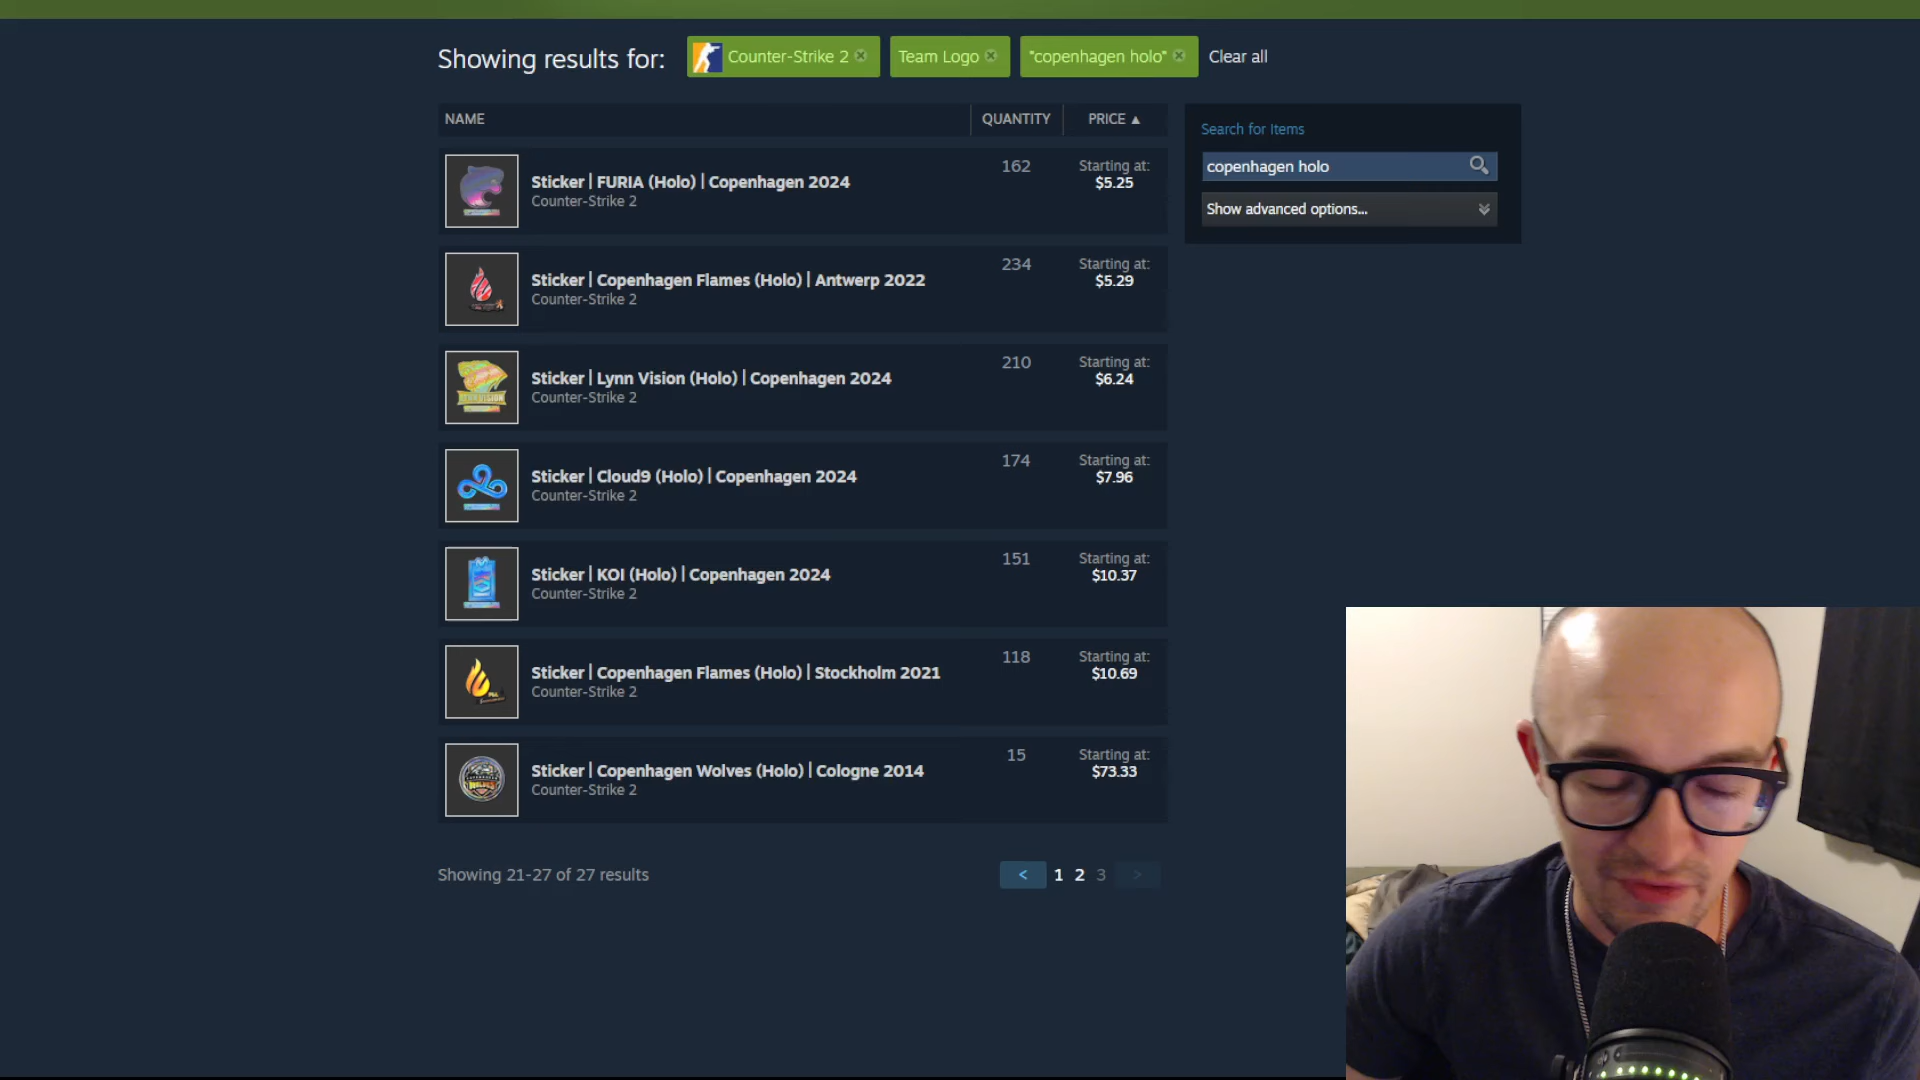 Showing results for:
Counter-Strike 2
Team Logo
"copenhagen holo"
Clear all
NAME
QUANTITY
PRICE ▲
Sticker | FURIA (Holo) | Copenhagen 2024
Counter-Strike 2
162
Starting at:
$5.25
Sticker | Copenhagen Flames (Holo) | Antwerp 2022
Counter-Strike 2
234
Starting at:
$5.29
Sticker | Lynn Vision (Holo) | Copenhagen 2024
Counter-Strike 2
210
Starting at:
$6.24
Sticker | Cloud9 (Holo) | Copenhagen 2024
Counter-Strike 2
174
Starting at:
$7.96
Sticker | KOI (Holo) | Copenhagen 2024
Counter-Strike 2
151
Starting at:
$10.37
Sticker | Copenhagen Flames (Holo) | Stockholm 2021
Counter-Strike 2
118
Starting at:
$10.69
Sticker | Copenhagen Wolves (Holo) | Cologne 2014
Counter-Strike 2
15
Starting at:
$73.33
Showing 21-27 of 27 results
< 1 2 3 >
Search for Items
copenhagen holo
Show advanced options...